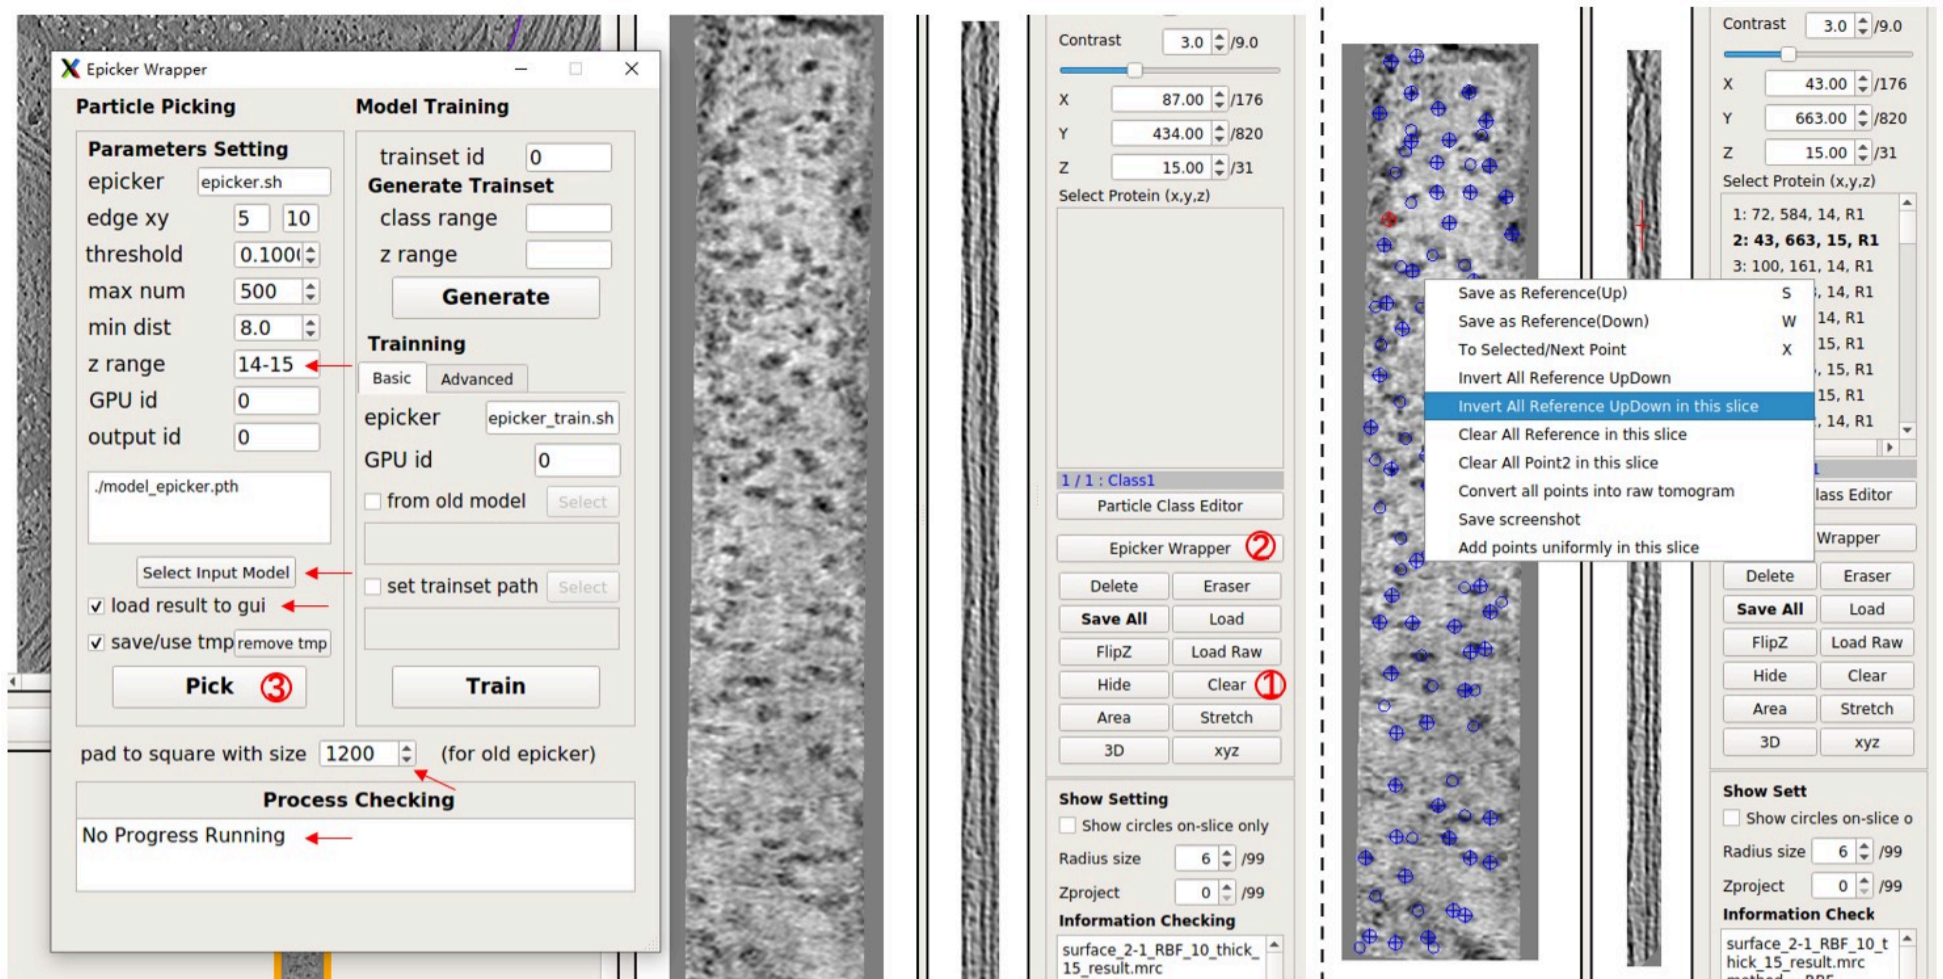 Epicker Wrapper
Particle Picking
Parameters Setting
epicker epicker.sh
edge xy 5 10
threshold 0.100
max num 500
min dist 8.0
z range 14-15
GPU id 0
output id 0
./model_epicker.pth
Select Input Model
load result to gui
save/use tmp remove tmp
Pick ③
Model Training
trainset id 0
Generate Trainset
class range
z range
Generate
Trainning
Basic Advanced
epicker epicker_train.sh
GPU id 0
from old model Select
set trainset path Select
Train
pad to square with size 1200 (for old epicker)
Process Checking
No Progress Running
Contrast 3.0 /9.0
X 87.00 /176
Y 434.00 /820
Z 15.00 /31
Select Protein (x,y,z)
1 / 1 : Class1
Particle Class Editor
Epicker Wrapper ②
Delete Eraser
Save All Load
FlipZ Load Raw
Hide Clear ①
Area Stretch
3D xyz
Show Setting
Show circles on-slice only
Radius size 6 /99
Zproject 0 /99
Information Checking
surface_2-1_RBF_10_thick_
15_result.mrc
Save as Reference(Up) S
Save as Reference(Down) W
To Selected/Next Point X
Invert All Reference UpDown
Invert All Reference UpDown in this slice
Clear All Reference in this slice
Clear All Point2 in this slice
Convert all points into raw tomogram
Save screenshot
Add points uniformly in this slice
Contrast 3.0 /9.0
X 43.00 /176
Y 663.00 /820
Z 15.00 /31
Select Protein (x,y,z)
1: 72, 584, 14, R1
2: 43, 663, 15, R1
3: 100, 161, 14, R1
, 14, R1
14, R1
15, R1
, 15, R1
15, R1
, 14, R1
lass Editor
Wrapper
Delete Eraser
Save All Load
FlipZ Load Raw
Hide Clear
Area Stretch
3D xyz
Show Sett
Show circles on-slice o
Radius size 6 /99
Zproject 0 /99
Information Check
surface_2-1_RBF_10_t
hick_15_result.mrc